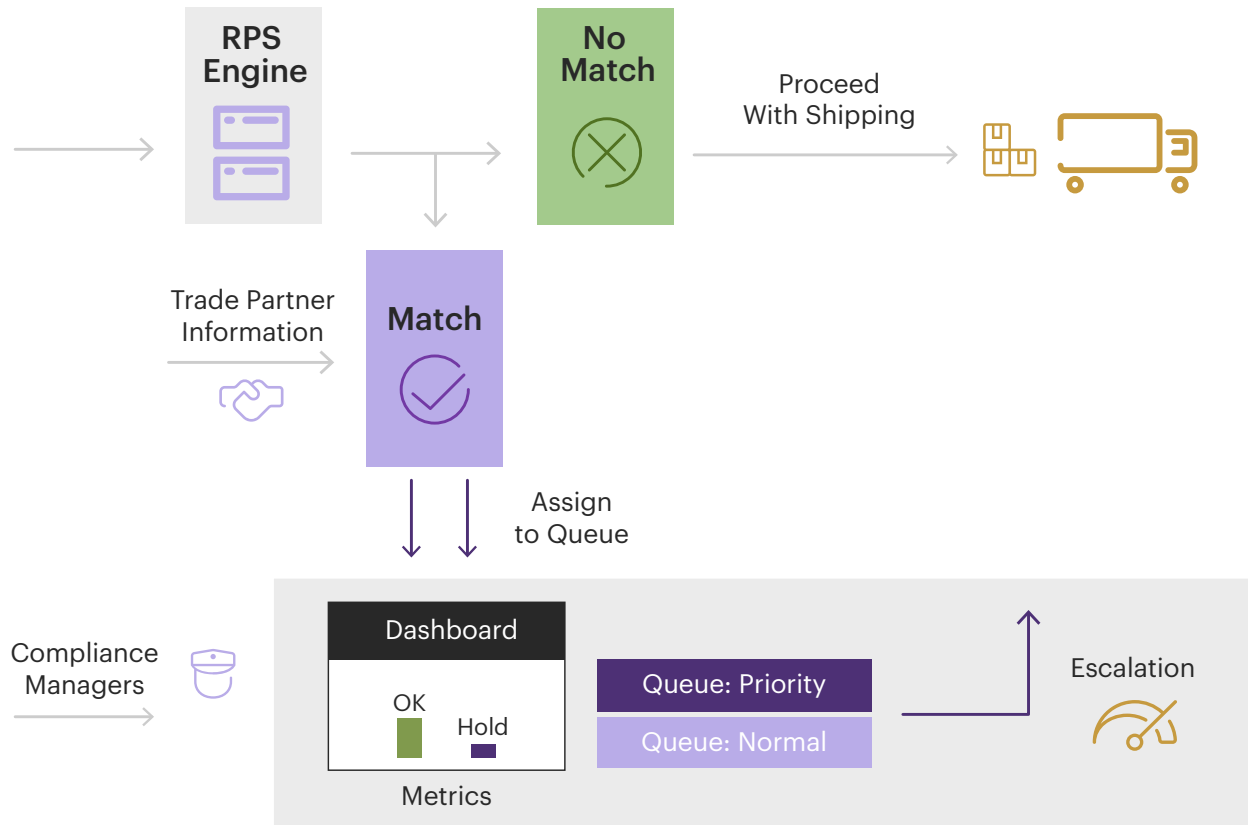 RPS
Engine
No
Match
Proceed
With Shipping
Trade Partner
Information
Match
Assign
to Queue
Compliance
Managers
Dashboard
OK
Hold
Metrics
Queue: Priority
Queue: Normal
Escalation